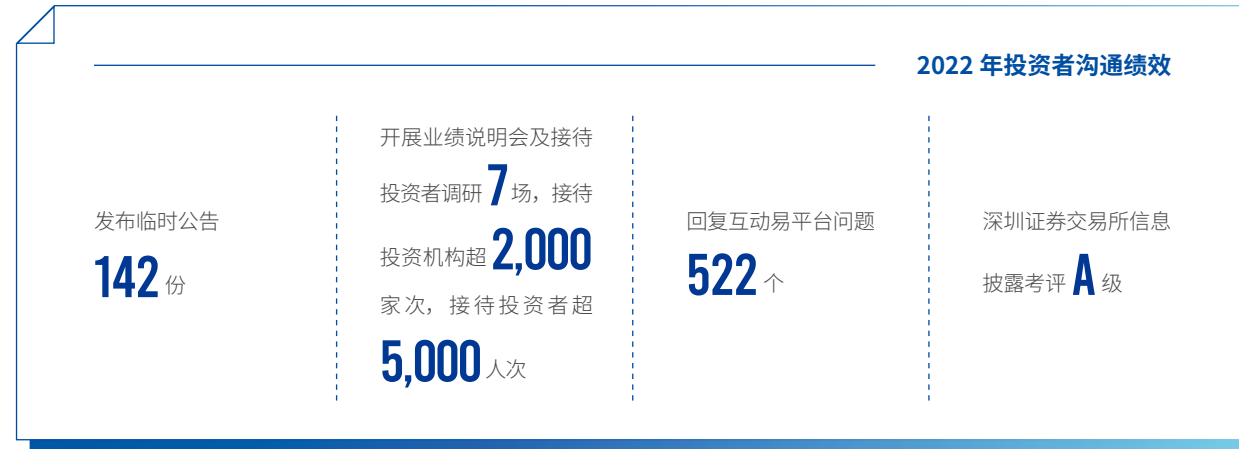 2022 年投资者沟通绩效
发布临时公告
142 份
开展业绩说明会及接待
投资者调研 7 场，接待
投资机构超 2,000
家次，接待投资者超
5,000 人次
回复互动易平台问题
522 个
深圳证券交易所信息
披露考评 A 级